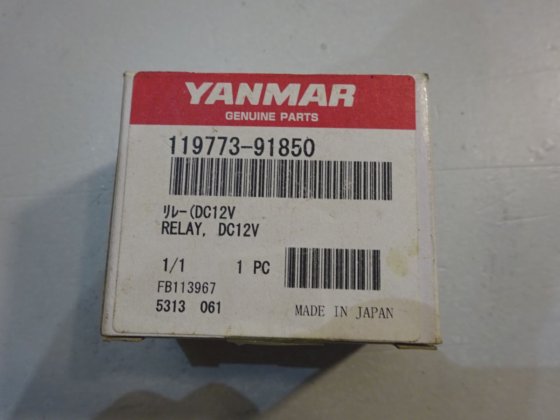 YANMAR
GENUINE PARTS
119773-91850
ﾘﾚｰ(DC12V
RELAY, DC12V
1/1 1 PC
FB113967
5313 061 MADE IN JAPAN